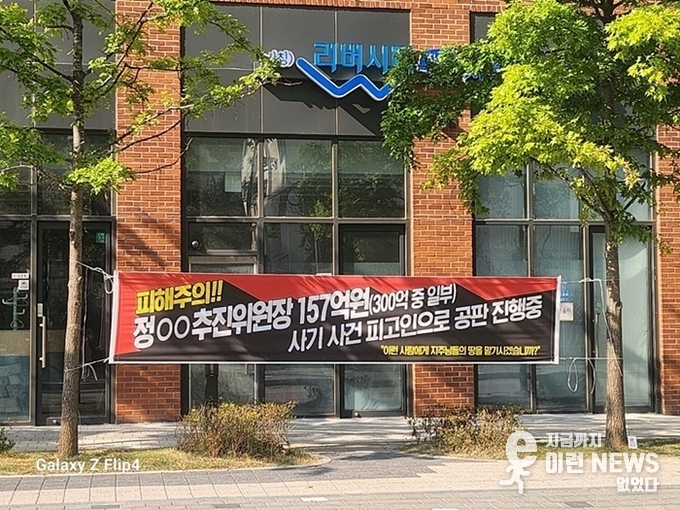 리버시티
피해주의!!
정○○추진위원장 157억원(300억 중 일부)
사기 사건 피고인으로 공판 진행중
"이런 사람에게 지주님들의 땅을 맡기시겠습니까?"
Galaxy Z Flip4
지금까지
이런 NEWS
없었다